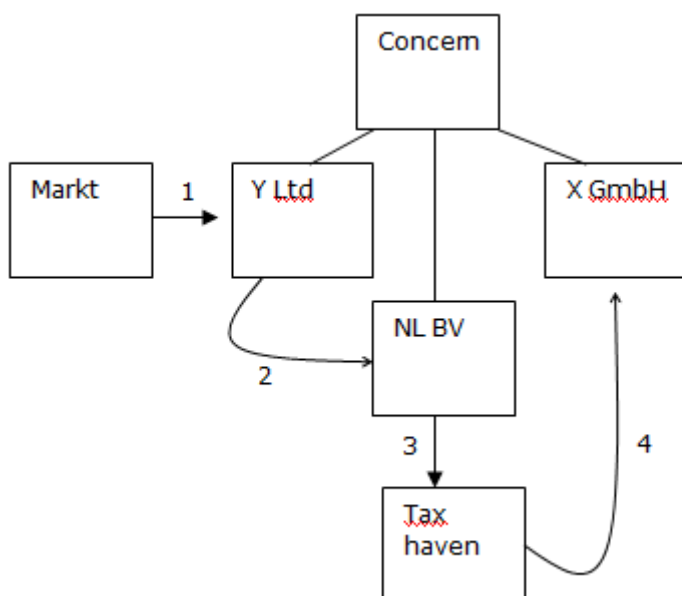 Concern
Markt
1
Y Ltd
X GmbH
2
NL BV
3
4
Tax
haven